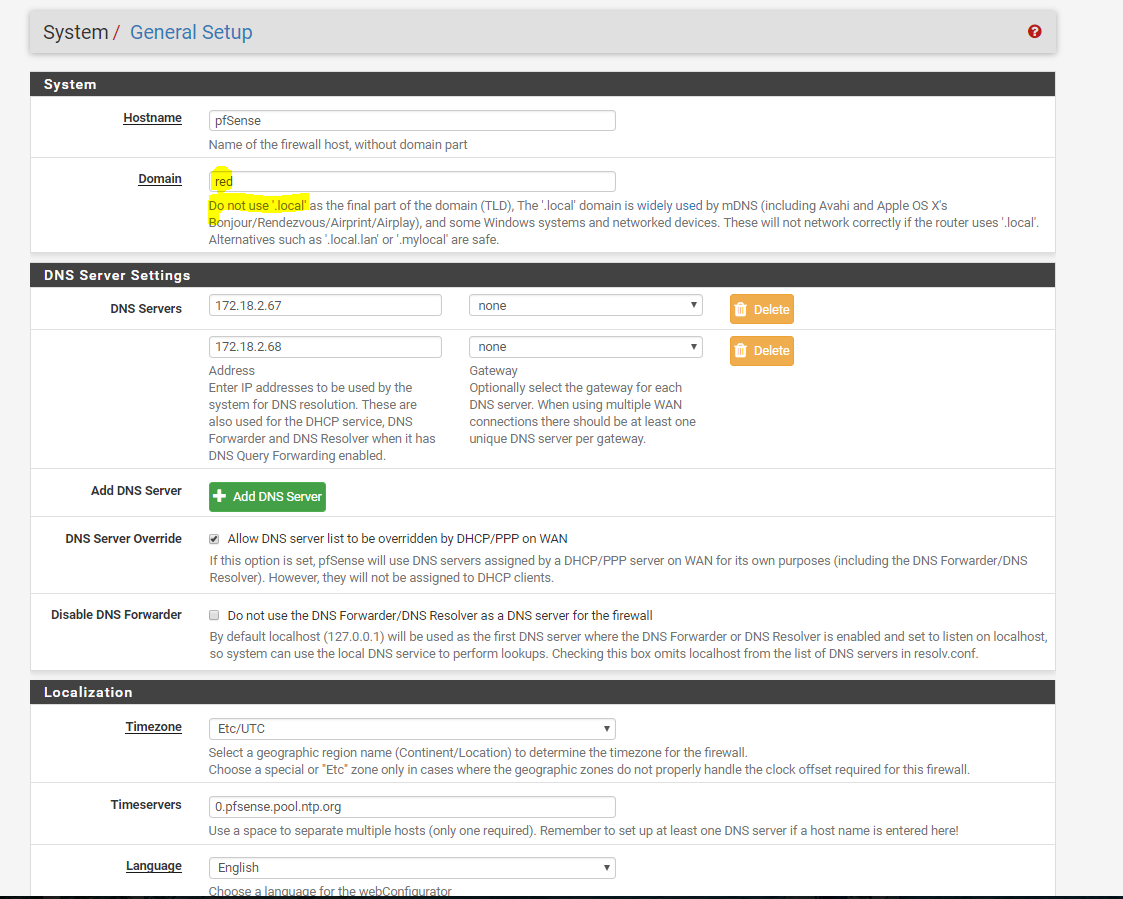 System / General Setup
System
Hostname
pfSense
Name of the firewall host, without domain part
Domain
red
Do not use '.local' as the final part of the domain (TLD), The '.local' domain is widely used by mDNS (including Avahi and Apple OS X's
Bonjour/Rendezvous/Airprint/Airplay), and some Windows systems and networked devices. These will not network correctly if the router uses '.local'.
Alternatives such as '.local.lan' or '.mylocal' are safe.
DNS Server Settings
DNS Servers
172.18.2.67
none
Delete
172.18.2.68
none
Delete
Address
Enter IP addresses to be used by the
system for DNS resolution. These are
also used for the DHCP service, DNS
Forwarder and DNS Resolver when it has
DNS Query Forwarding enabled.
Gateway
Optionally select the gateway for each
DNS server. When using multiple WAN
connections there should be at least one
unique DNS server per gateway.
Add DNS Server
Add DNS Server
DNS Server Override
Allow DNS server list to be overridden by DHCP/PPP on WAN
If this option is set, pfSense will use DNS servers assigned by a DHCP/PPP server on WAN for its own purposes (including the DNS Forwarder/DNS
Resolver). However, they will not be assigned to DHCP clients.
Disable DNS Forwarder
Do not use the DNS Forwarder/DNS Resolver as a DNS server for the firewall
By default localhost (127.0.0.1) will be used as the first DNS server where the DNS Forwarder or DNS Resolver is enabled and set to listen on localhost,
so system can use the local DNS service to perform lookups. Checking this box omits localhost from the list of DNS servers in resolv.conf.
Localization
Timezone
Etc/UTC
Select a geographic region name (Continent/Location) to determine the timezone for the firewall.
Choose a special or "Etc" zone only in cases where the geographic zones do not properly handle the clock offset required for this firewall.
Timeservers
0.pfsense.pool.ntp.org
Use a space to separate multiple hosts (only one required). Remember to set up at least one DNS server if a host name is entered here!
Language
English
Choose a language for the webConfigurator